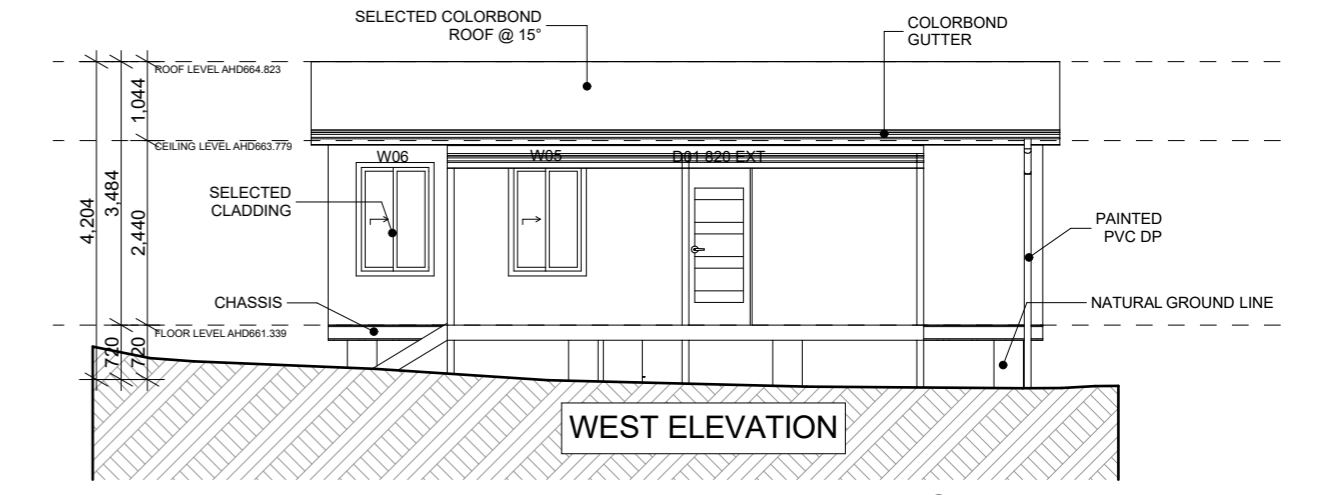 SELECTED COLORBOND
ROOF @ 15°
COLORBOND
GUTTER
ROOF LEVEL AHD664.823
1,044
CEILING LEVEL AHD663.779
W06
W05
D01 820 EXT
SELECTED
CLADDING
4,204
3,484
2,440
PAINTED
PVC DP
CHASSIS
NATURAL GROUND LINE
FLOOR LEVEL AHD661.339
720
720
WEST ELEVATION